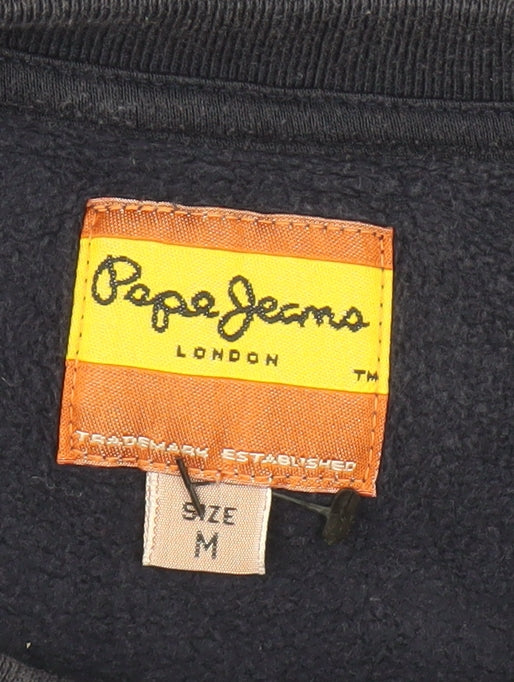 Pepe Jeans
LONDON
TM
TRADEMARK ESTABLISHED
SIZE
M